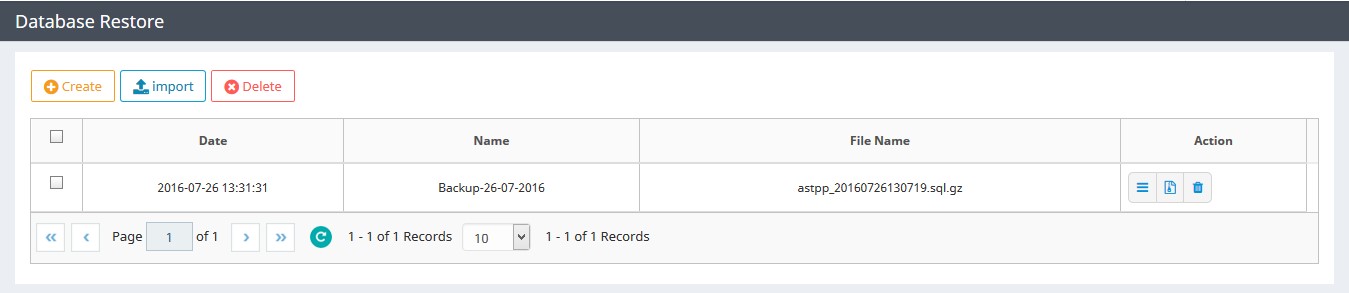 Database Restore
Create import Delete
Date Name File Name Action
2016-07-26 13:31:31 Backup-26-07-2016 astpp_20160726130719.sql.gz
Page 1 of 1 1 - 1 of 1 Records 10 1 - 1 of 1 Records